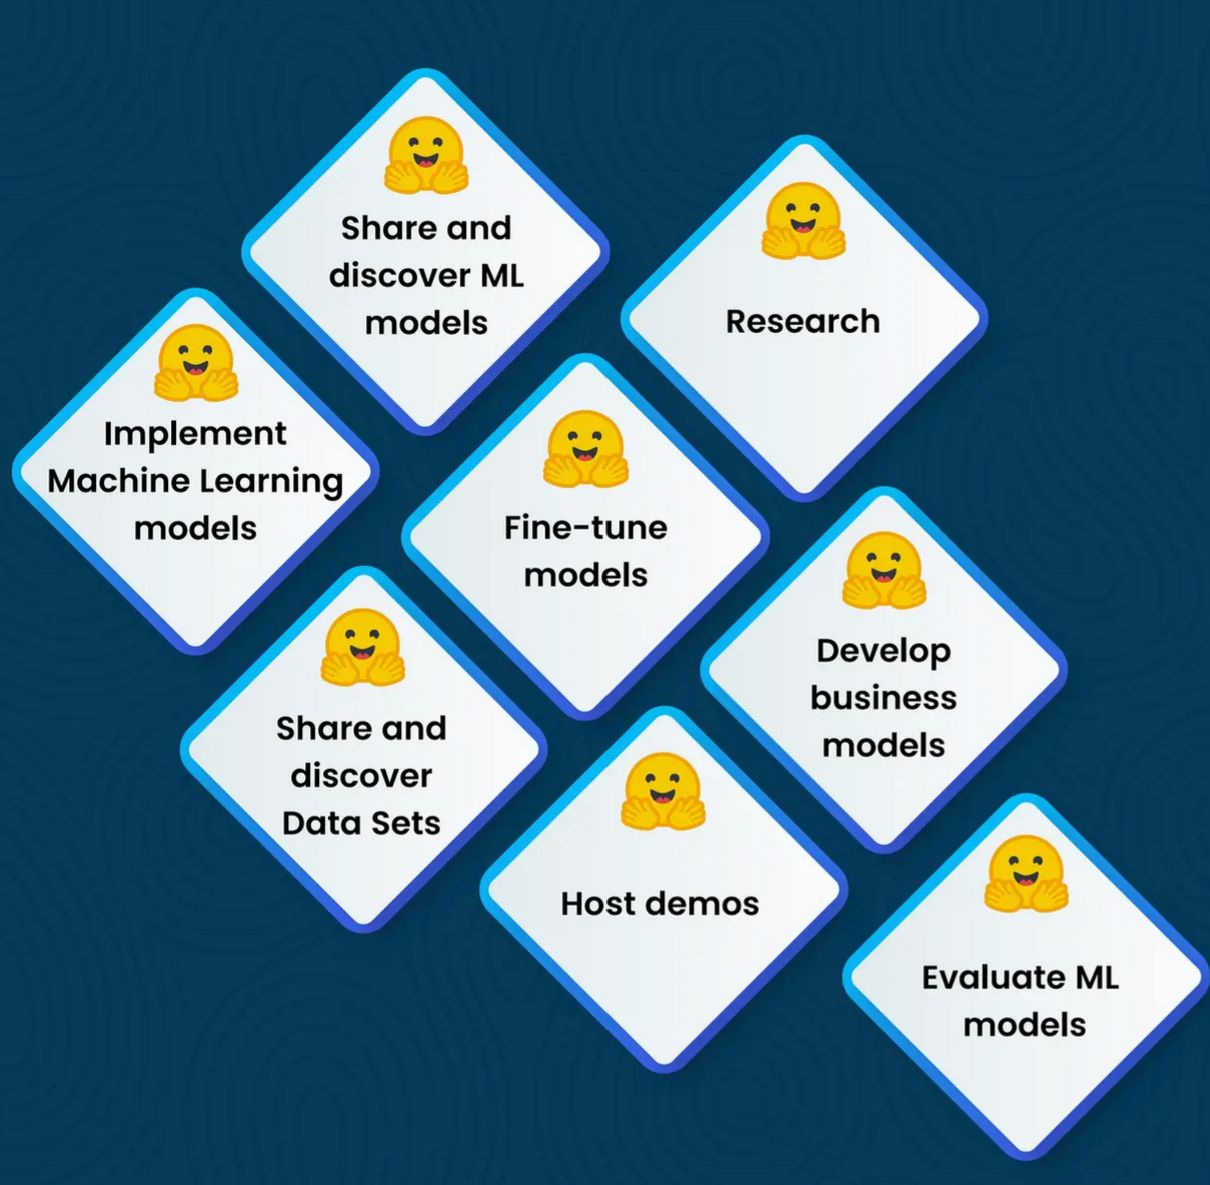 Share and
discover ML
models
Research
Implement
Machine Learning
models
Fine-tune
models
Develop
business
models
Share and
discover
Data Sets
Host demos
Evaluate ML
models